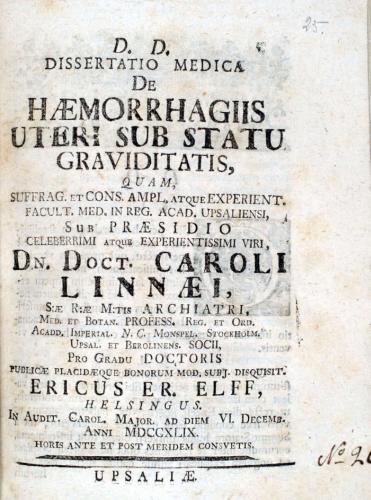 25.
D. D.
DISSERTATIO MEDICA
DE
HÆMORRHAGIIS
UTERI SUB STATU
GRAVIDITATIS,
QUAM,
SUFFRAG. ET CONS. AMPL. ATQUE EXPERIENT.
FACULT. MED. IN REG. ACAD. UPSALIENSI,
SUB PRÆSIDIO
CELEBERRIMI ATQUE EXPERIENTISSIMI VIRI,
DN. DOCT. CAROLI
LINNÆI,
S:Æ R:Æ M:TIS ARCHIATRI,
MED. ET BOTAN. PROFESS. REG. ET ORD.
ACADD. IMPERIAL. N. C. MONSPEL. STOCKHOLM.
UPSAL. ET BEROLINENS. SOCII,
PRO GRADU DOCTORIS
PUBLICÆ PLACIDÆQUE BONORUM MOD. SUBJ. DISQUISIT.
ERICUS ER. ELFF,
HELSINGUS.
IN AUDIT. CAROL. MAJOR. AD DIEM VI. DECEMB.
ANNI MDCCXLIX.
HORIS ANTE ET POST MERIDEM CONSVETIS.
UPSALIÆ.